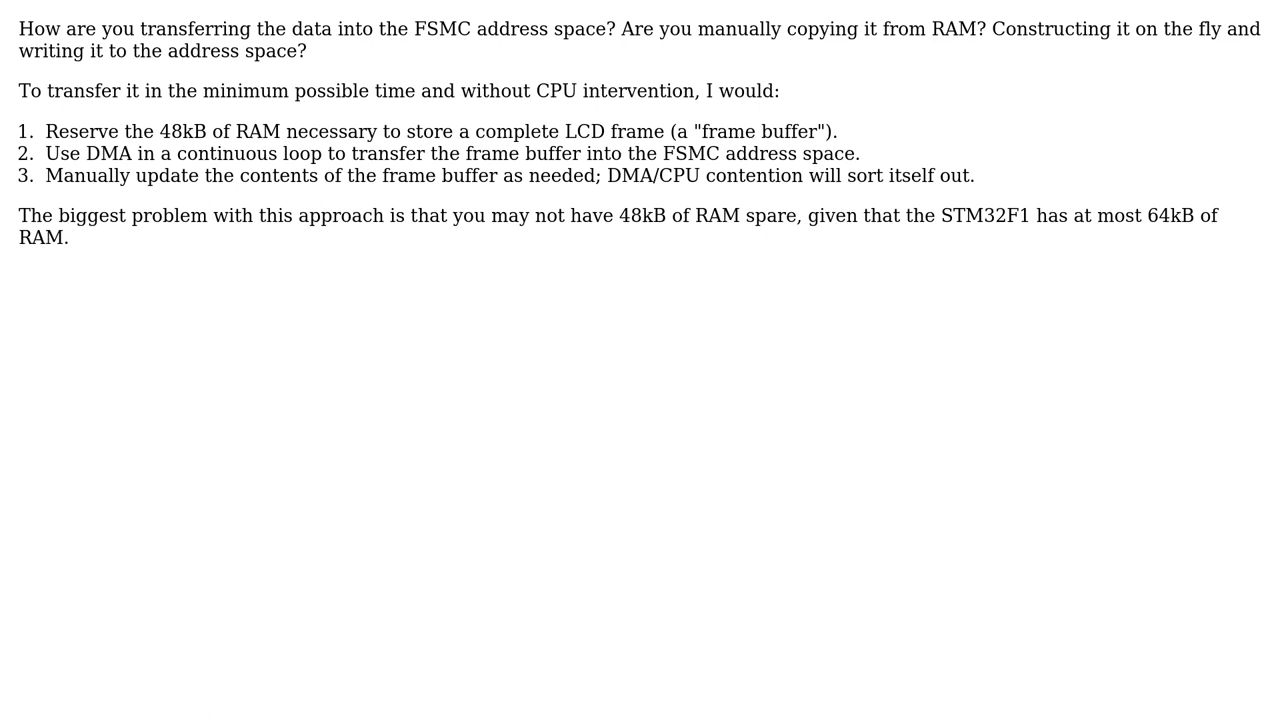 How are you transferring the data into the FSMC address space? Are you manually copying it from RAM? Constructing it on the fly and
writing it to the address space?
To transfer it in the minimum possible time and without CPU intervention, I would:
1. Reserve the 48kB of RAM necessary to store a complete LCD frame (a "frame buffer").
2. Use DMA in a continuous loop to transfer the frame buffer into the FSMC address space.
3. Manually update the contents of the frame buffer as needed; DMA/CPU contention will sort itself out.
The biggest problem with this approach is that you may not have 48kB of RAM spare, given that the STM32F1 has at most 64kB of
RAM.